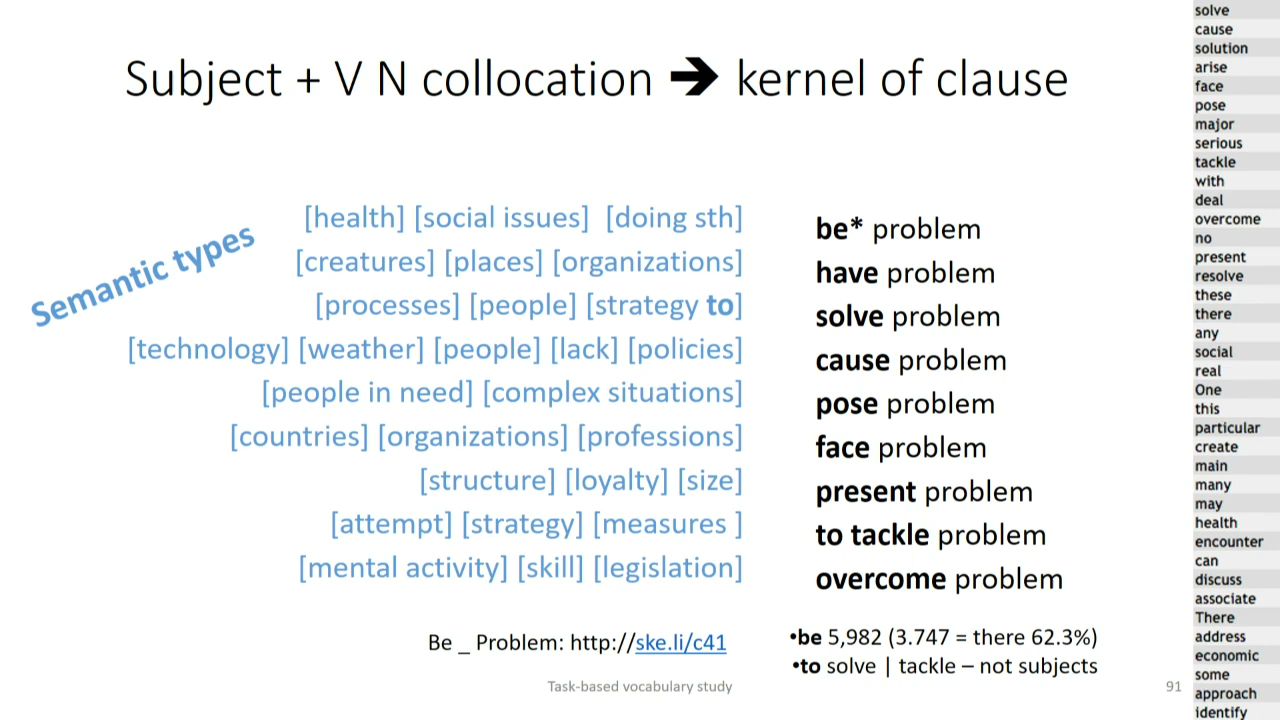 Subject + V N collocation ➔ kernel of clause
Semantic types
[health] [social issues] [doing sth]
[creatures] [places] [organizations]
[processes] [people] [strategy to]
[technology] [weather] [people] [lack] [policies]
[people in need] [complex situations]
[countries] [organizations] [professions]
[structure] [loyalty] [size]
[attempt] [strategy] [measures ]
[mental activity] [skill] [legislation]
be* problem
have problem
solve problem
cause problem
pose problem
face problem
present problem
to tackle problem
overcome problem
Be _ Problem: http://ske.li/c41
•be 5,982 (3.747 = there 62.3%)
•to solve | tackle – not subjects
Task-based vocabulary study
91
solve
cause
solution
arise
face
pose
major
serious
tackle
with
deal
overcome
no
present
resolve
these
there
any
social
real
One
this
particular
create
main
many
may
health
encounter
can
discuss
associate
There
address
economic
some
approach
identify